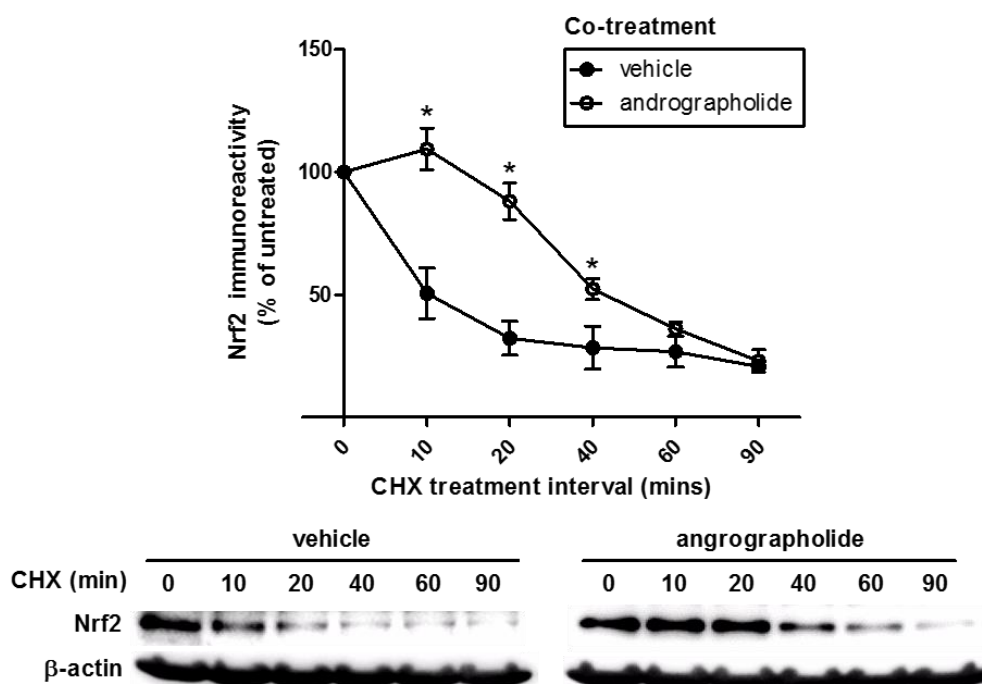 Co-treatment
vehicle
andrographolide
150
100
50
Nrf2 immunoreactivity
(% of untreated)
*
*
*
0 10 20 40 60 90
CHX treatment interval (mins)
vehicle angrographolide
CHX (min) 0 10 20 40 60 90 0 10 20 40 60 90
Nrf2
β-actin